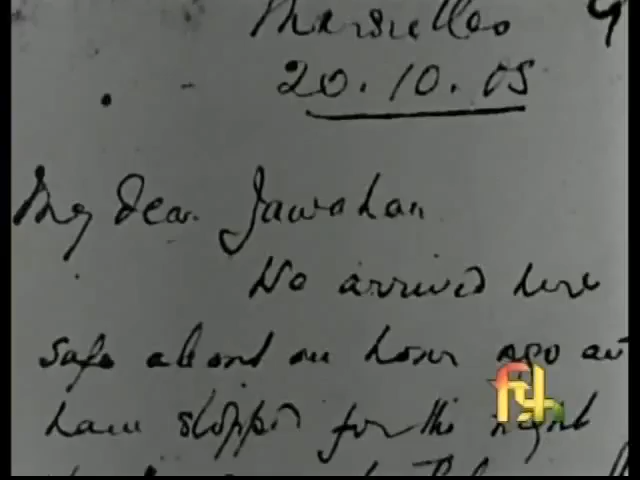 Marseilles
20.10.05
My dear Jawahar
We arrived here
safe about an hour ago and
have stopped for the night